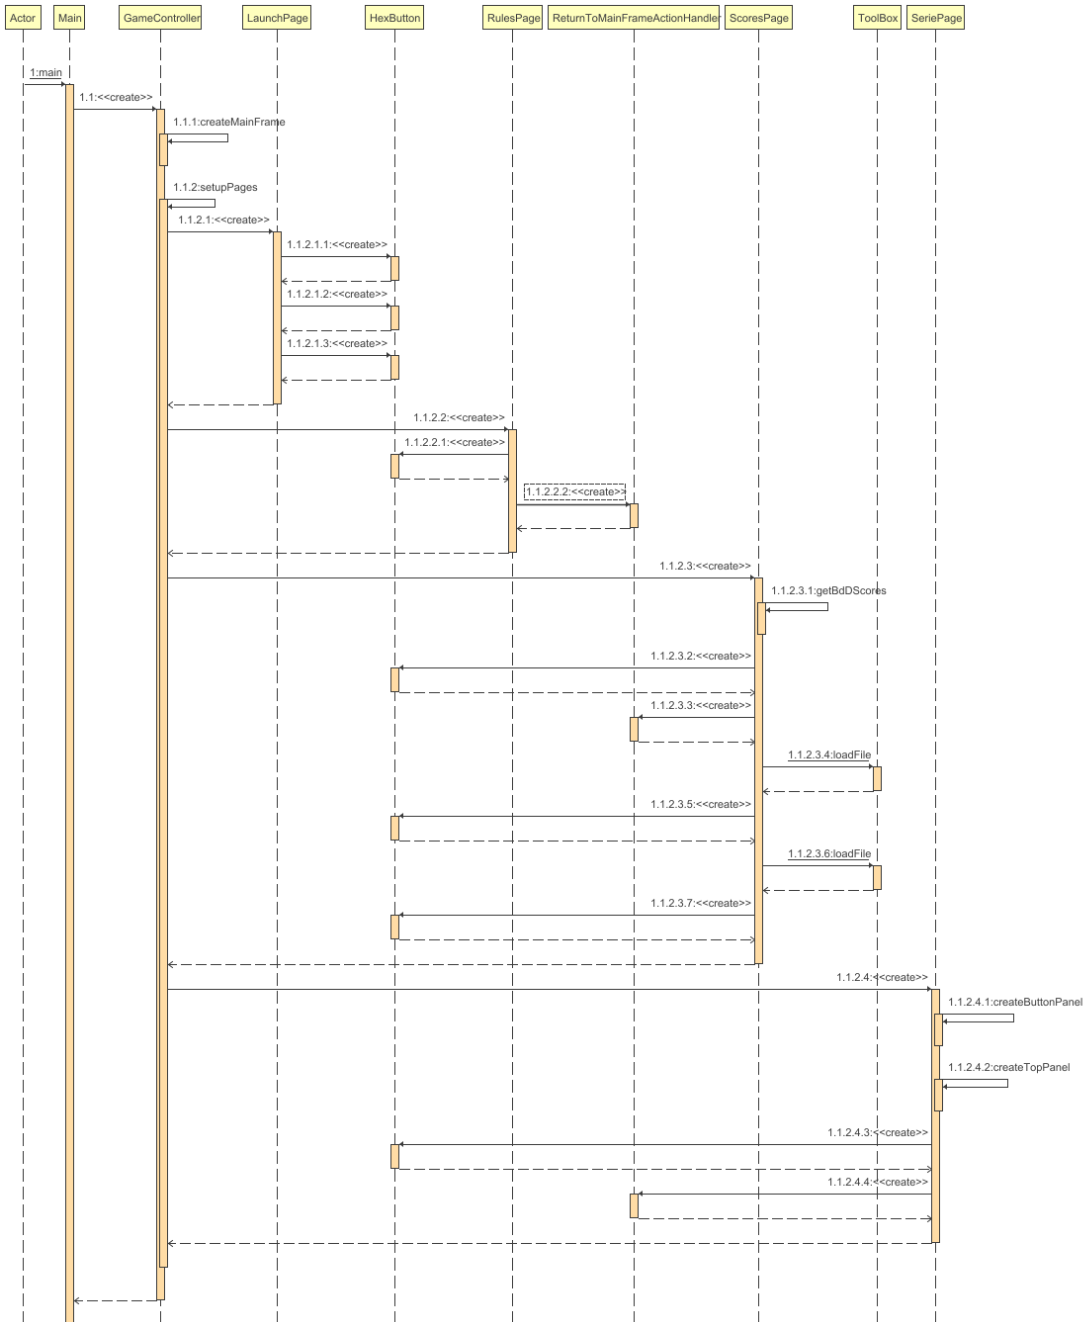 Actor
Main
GameController
LaunchPage
HexButton
RulesPage
ReturnToMainFrameActionHandler
ScoresPage
ToolBox
SeriePage
1:main
1.1:<<create>>
1.1.1:createMainFrame
1.1.2:setupPages
1.1.2.1:<<create>>
1.1.2.1.1:<<create>>
1.1.2.1.2:<<create>>
1.1.2.1.3:<<create>>
1.1.2.2:<<create>>
1.1.2.2.1:<<create>>
1.1.2.2.2:<<create>>
1.1.2.3:<<create>>
1.1.2.3.1:getBdDScores
1.1.2.3.2:<<create>>
1.1.2.3.3:<<create>>
1.1.2.3.4:loadFile
1.1.2.3.5:<<create>>
1.1.2.3.6:loadFile
1.1.2.3.7:<<create>>
1.1.2.4:<<create>>
1.1.2.4.1:createButtonPanel
1.1.2.4.2:createTopPanel
1.1.2.4.3:<<create>>
1.1.2.4.4:<<create>>